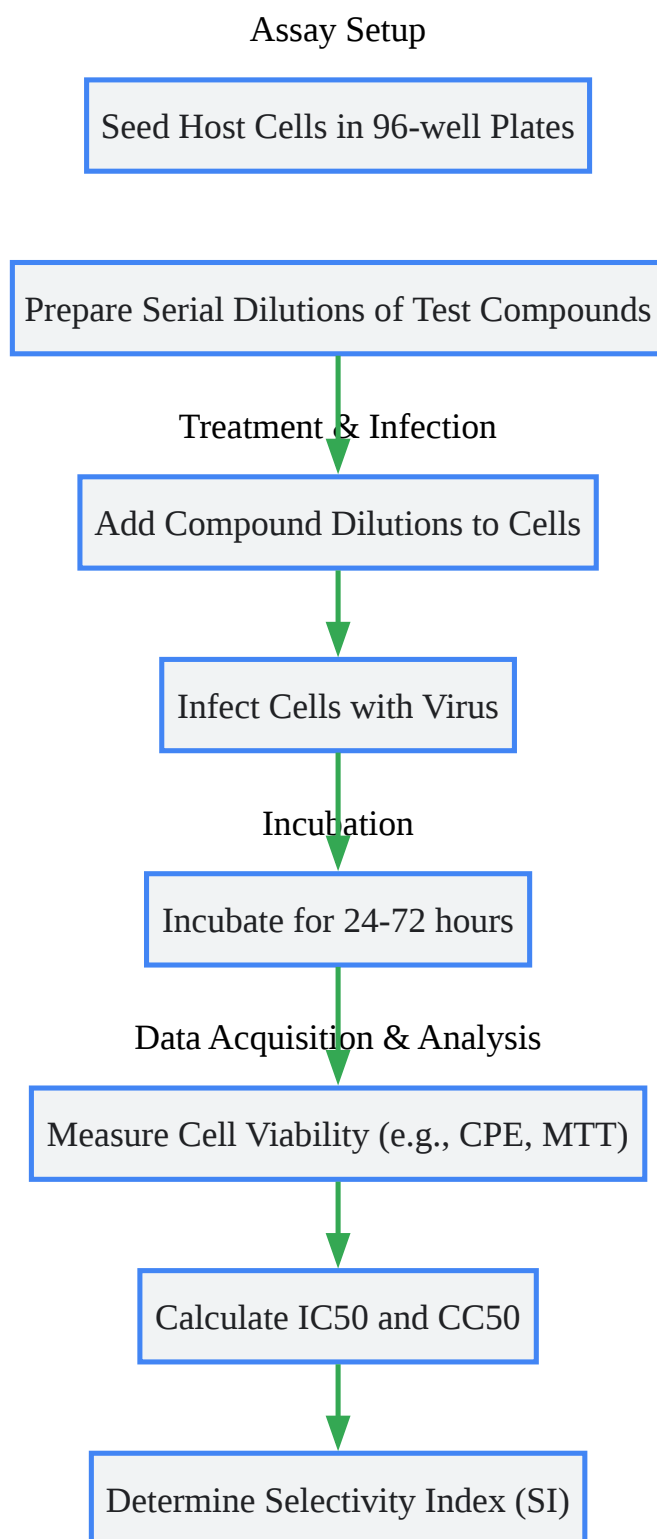 Assay Setup
Seed Host Cells in 96-well Plates
Prepare Serial Dilutions of Test Compounds
Treatment & Infection
Add Compound Dilutions to Cells
Infect Cells with Virus
Incubation
Incubate for 24-72 hours
Data Acquisition & Analysis
Measure Cell Viability (e.g., CPE, MTT)
Calculate IC50 and CC50
Determine Selectivity Index (SI)